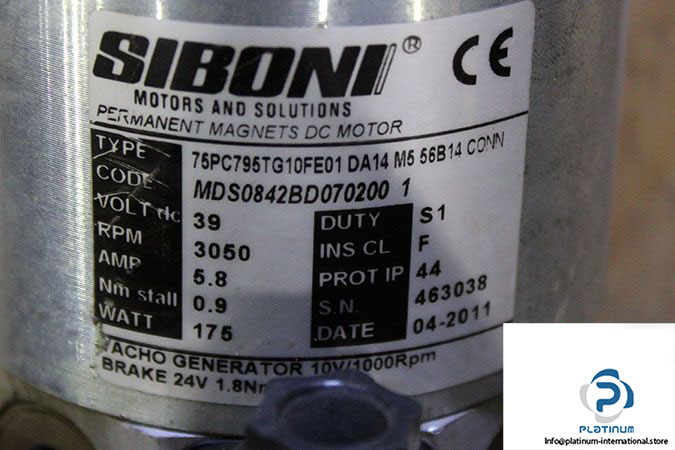 SIBONI®
CE
MOTORS AND SOLUTIONS
PERMANENT MAGNETS DC MOTOR
TYPE 75PC795TG10FE01 DA14 M5 56B14 CONN
CODE MDS0842BD070200 1
VOLT dc 39
RPM 3050
AMP 5.8
Nm stall 0.9
WATT 175
DUTY S1
INS CL F
PROT IP 44
S.N. 463038
DATE 04-2011
TACHO GENERATOR 10V/1000Rpm
BRAKE 24V 1.8Nm
PLATINUM
Info@platinum-international.store